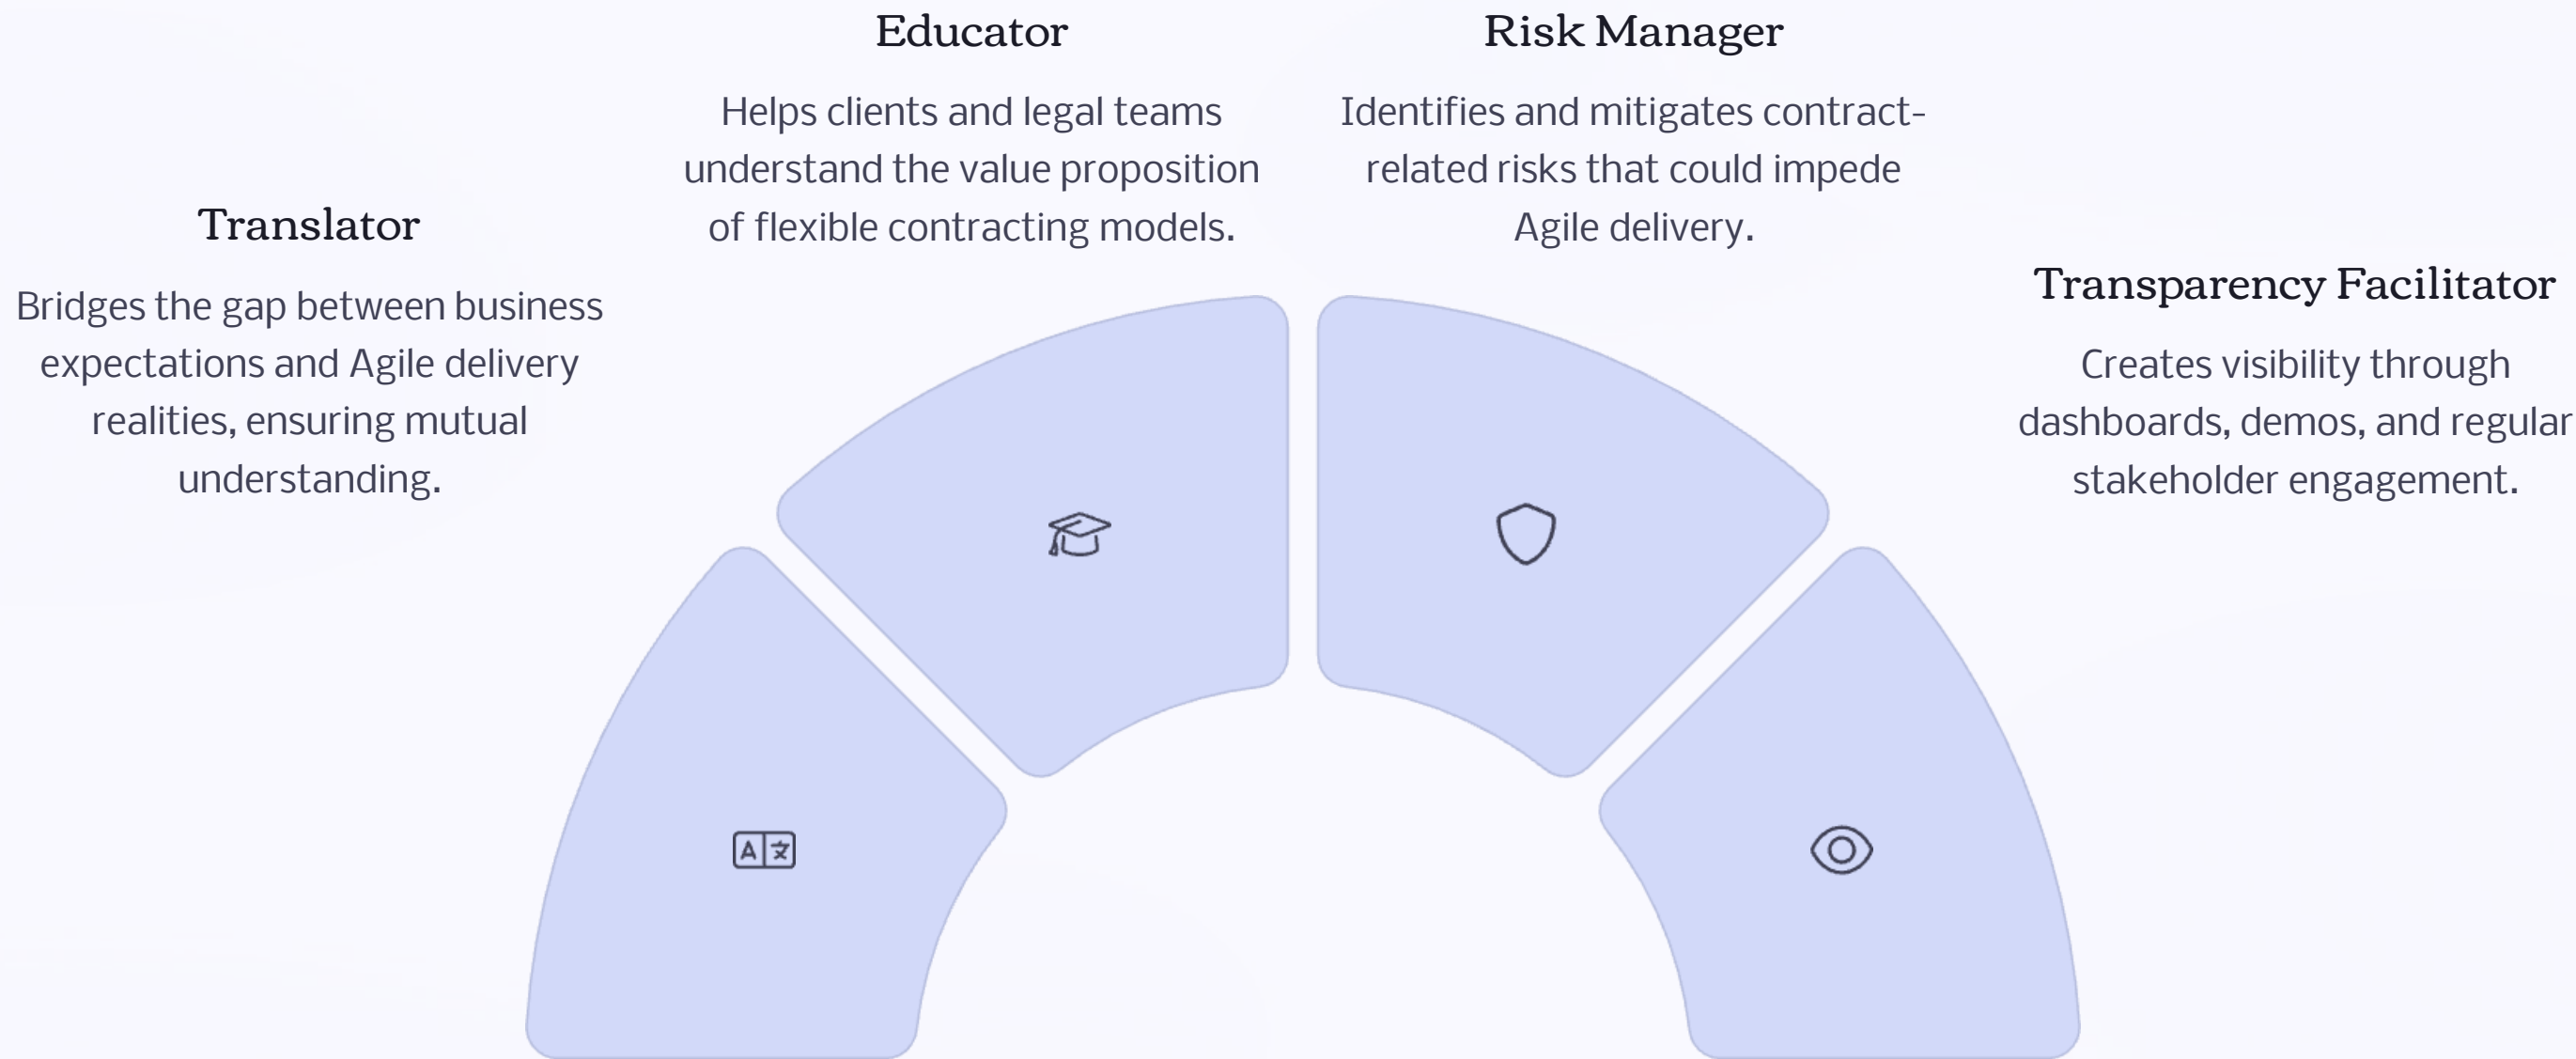 Translator
Bridges the gap between business
expectations and Agile delivery
realities, ensuring mutual
understanding.
Educator
Helps clients and legal teams
understand the value proposition
of flexible contracting models.
Risk Manager
Identifies and mitigates contract-
related risks that could impede
Agile delivery.
Transparency Facilitator
Creates visibility through
dashboards, demos, and regular
stakeholder engagement.
A 文